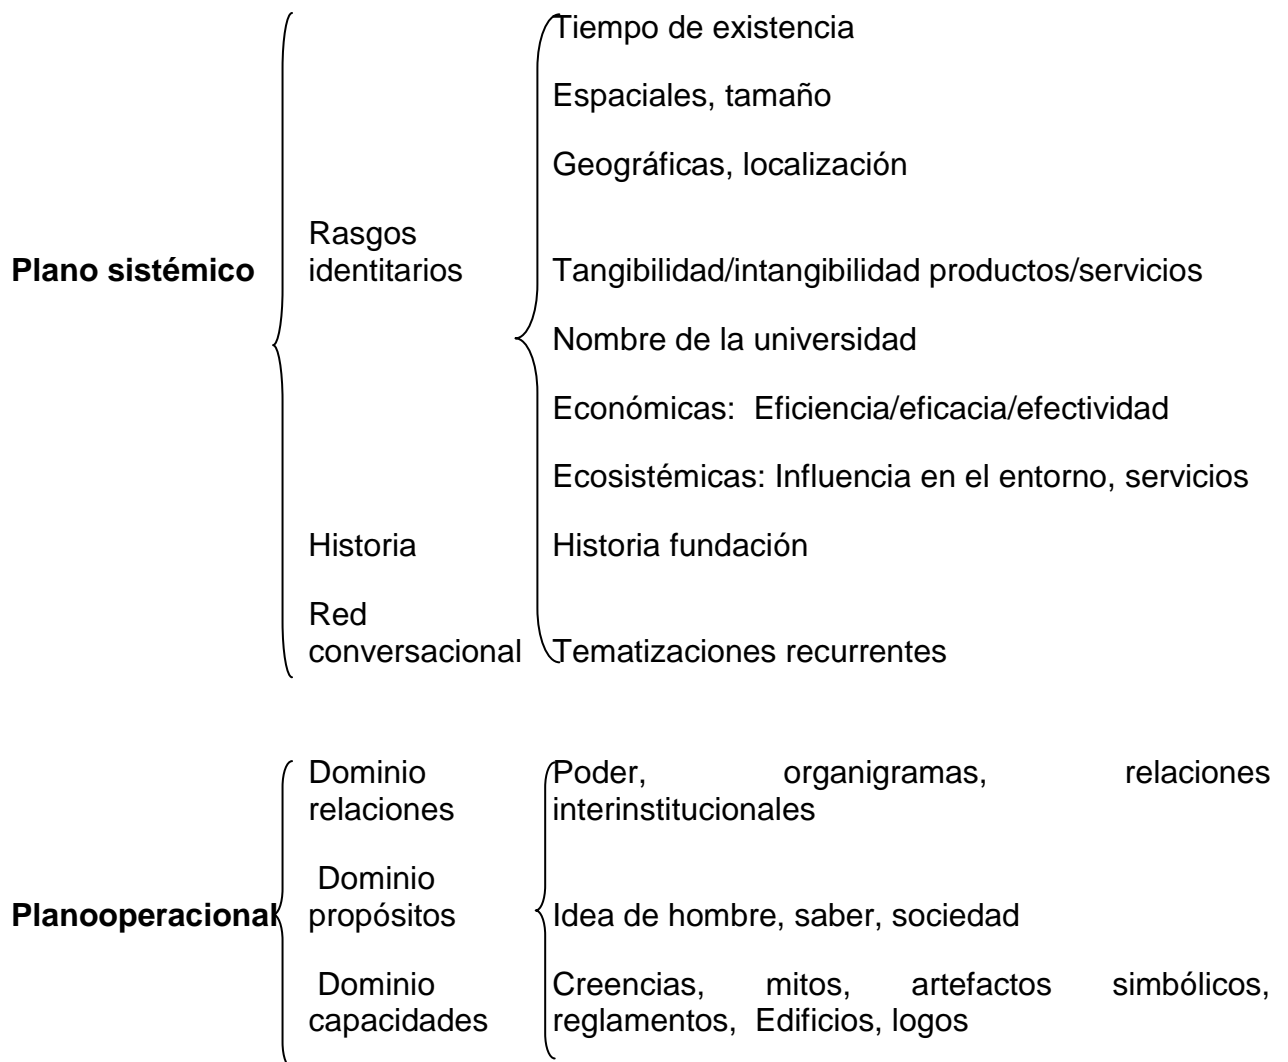 Tiempo de existencia
Espaciales, tamaño
Geográficas, localización
Rasgos
Plano sistémico identitarios Tangibilidad/intangibilidad productos/servicios
Nombre de la universidad
Económicas: Eficiencia/eficacia/efectividad
Ecosistémicas: Influencia en el entorno, servicios
Historia Historia fundación
Red
conversacional Tematizaciones recurrentes
Dominio Poder, organigramas, relaciones
relaciones interinstitucionales
Dominio
Planooperacional propósitos Idea de hombre, saber, sociedad
Dominio Creencias, mitos, artefactos simbólicos,
capacidades reglamentos, Edificios, logos